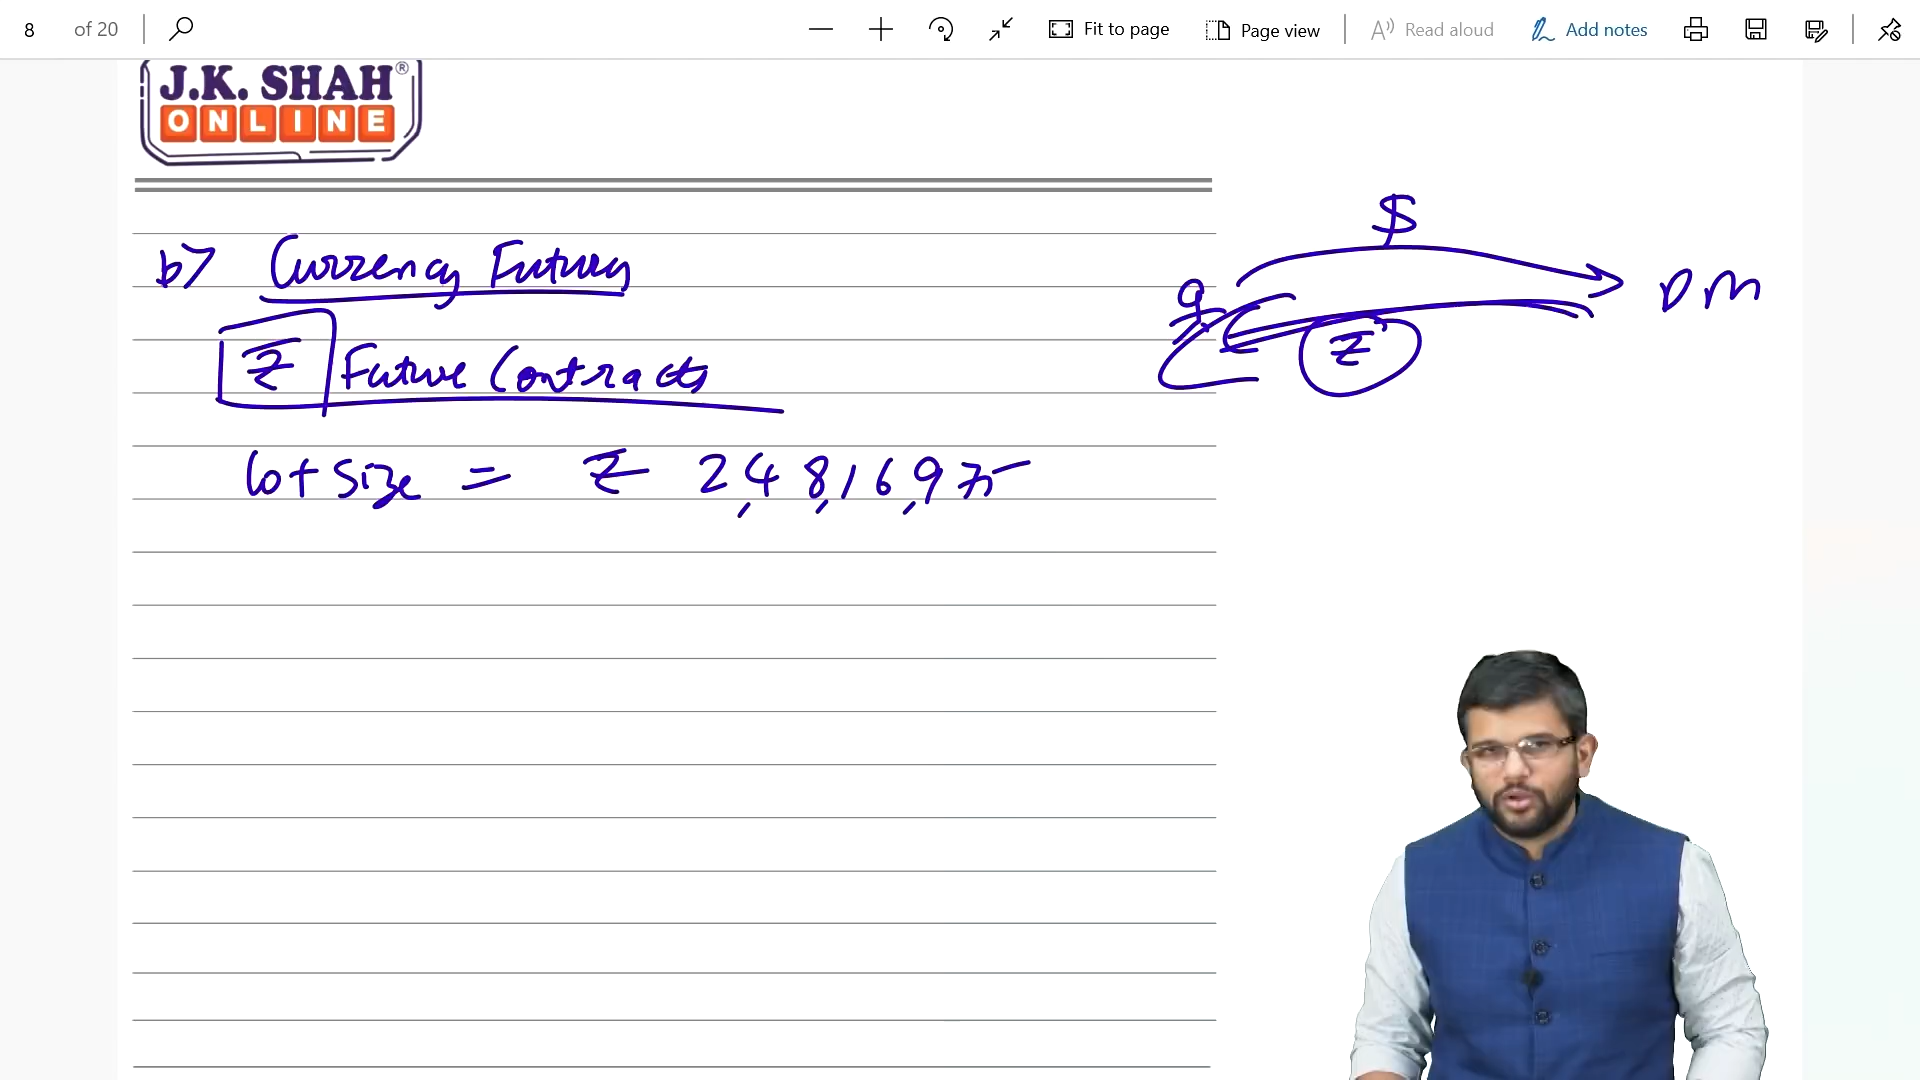 8 of 20
Fit to page
Page view
Read aloud
Add notes
J.K. SHAH®
ONLINE
b> Currency Futures
₹ Future Contracts
lot size = ₹ 2,48,16,975
$
DM
₹